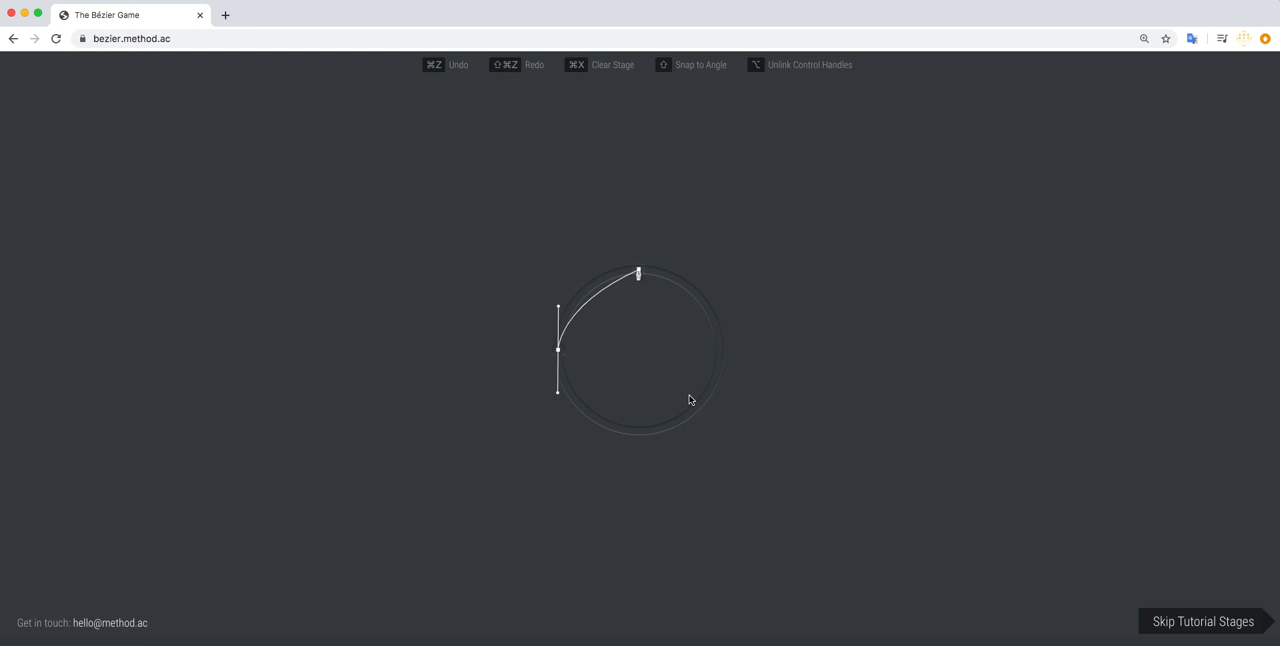 The Bézier Game
bezier.method.ac
⌘Z Undo ⇧⌘Z Redo ⌘X Clear Stage ⇧ Snap to Angle ⌥ Unlink Control Handles
Get in touch: hello@method.ac
Skip Tutorial Stages